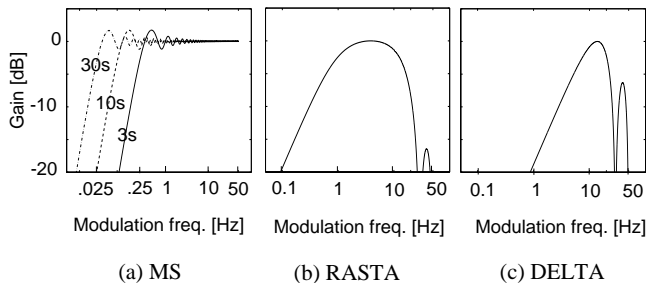 Gain [dB]
0
-10
-20
30s
10s
3s
.025 .25 1 10 50
Modulation freq. [Hz]
0.1 1 10 50
Modulation freq. [Hz]
0.1 1 10 50
Modulation freq. [Hz]
(a) MS (b) RASTA (c) DELTA